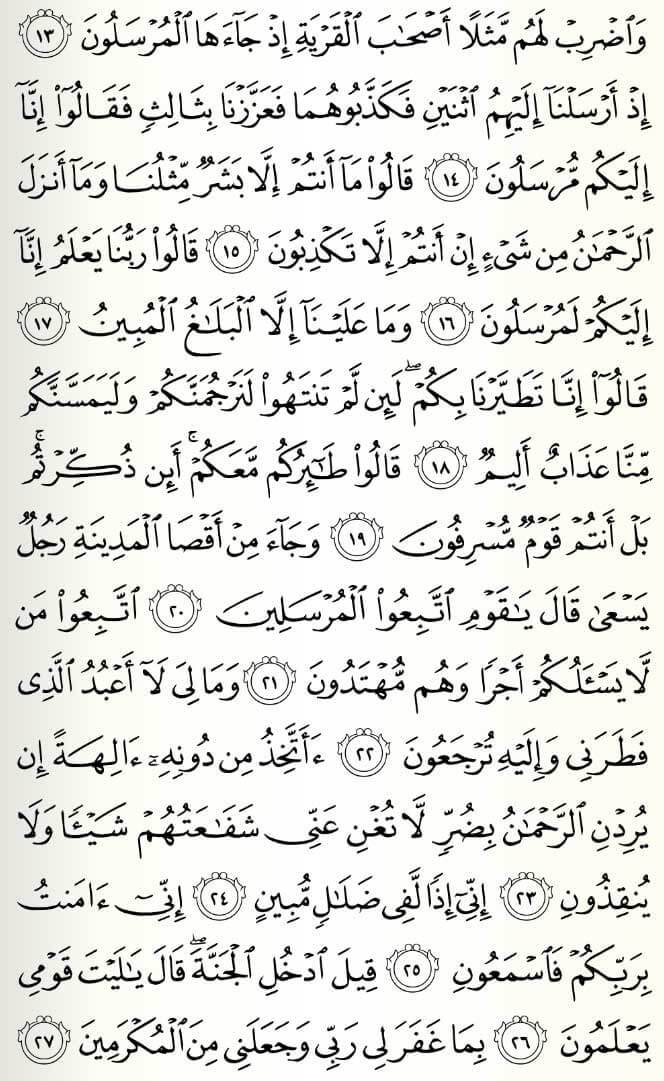 وَٱضْرِبْ لَهُم مَّثَلًا أَصْحَٰبَ ٱلْقَرْيَةِ إِذْ جَآءَهَا ٱلْمُرْسَلُونَ ١٣
إِذْ أَرْسَلْنَآ إِلَيْهِمُ ٱثْنَيْنِ فَكَذَّبُوهُمَا فَعَزَّزْنَا بِثَالِثٍ فَقَالُوٓا۟ إِنَّآ
إِلَيْكُم مُّرْسَلُونَ ١٤ قَالُوا۟ مَآ أَنتُمْ إِلَّا بَشَرٌ مِّثْلُنَا وَمَآ أَنزَلَ
ٱلرَّحْمَٰنُ مِن شَىْءٍ إِنْ أَنتُمْ إِلَّا تَكْذِبُونَ ١٥ قَالُوا۟ رَبُّنَا يَعْلَمُ إِنَّآ
إِلَيْكُمْ لَمُرْسَلُونَ ١٦ وَمَا عَلَيْنَآ إِلَّا ٱلْبَلَٰغُ ٱلْمُبِينُ ١٧
قَالُوٓا۟ إِنَّا تَطَيَّرْنَا بِكُمْ ۖ لَئِن لَّمْ تَنتَهُوا۟ لَنَرْجُمَنَّكُمْ وَلَيَمَسَّنَّكُم
مِّنَّا عَذَابٌ أَلِيمٌ ١٨ قَالُوا۟ طَٰٓئِرُكُم مَّعَكُمْ ۚ أَئِن ذُكِّرْتُم ۚ
بَلْ أَنتُمْ قَوْمٌ مُّسْرِفُونَ ١٩ وَجَآءَ مِنْ أَقْصَا ٱلْمَدِينَةِ رَجُلٌ
يَسْعَىٰ قَالَ يَٰقَوْمِ ٱتَّبِعُوا۟ ٱلْمُرْسَلِينَ ٢٠ ٱتَّبِعُوا۟ مَن
لَّا يَسْـَٔلُكُمْ أَجْرًا وَهُم مُّهْتَدُونَ ٢١ وَمَا لِىَ لَآ أَعْبُدُ ٱلَّذِى
فَطَرَنِى وَإِلَيْهِ تُرْجَعُونَ ٢٢ ءَأَتَّخِذُ مِن دُونِهِۦٓ ءَالِهَةً إِن
يُرِدْنِ ٱلرَّحْمَٰنُ بِضُرٍّ لَّا تُغْنِ عَنِّى شَفَٰعَتُهُمْ شَيْـًٔا وَلَا
يُنقِذُونِ ٢٣ إِنِّىٓ إِذًا لَّفِى ضَلَٰلٍ مُّبِينٍ ٢٤ إِنِّىٓ ءَامَنتُ
بِرَبِّكُمْ فَٱسْمَعُونِ ٢٥ قِيلَ ٱدْخُلِ ٱلْجَنَّةَ ۖ قَالَ يَٰلَيْتَ قَوْمِى
يَعْلَمُونَ ٢٦ بِمَا غَفَرَ لِى رَبِّى وَجَعَلَنِى مِنَ ٱلْمُكْرَمِينَ ٢٧